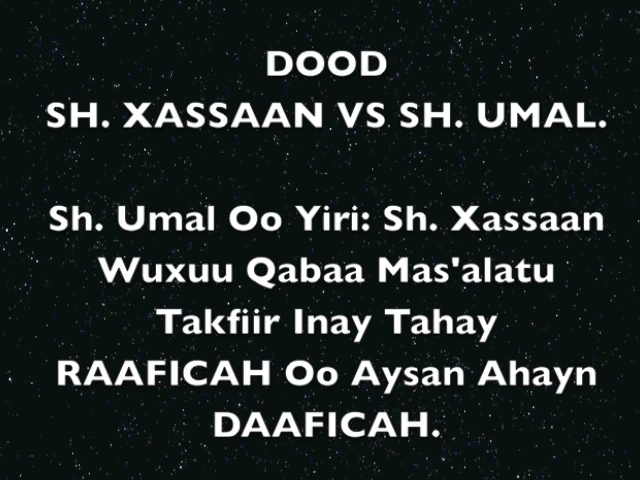 DOOD
SH. XASSAAN VS SH. UMAL.
Sh. Umal Oo Yiri: Sh. Xassaan
Wuxuu Qabaa Mas'alatu
Takfiir Inay Tahay
RAAFICAH Oo Aysan Ahayn
DAAFICAH.